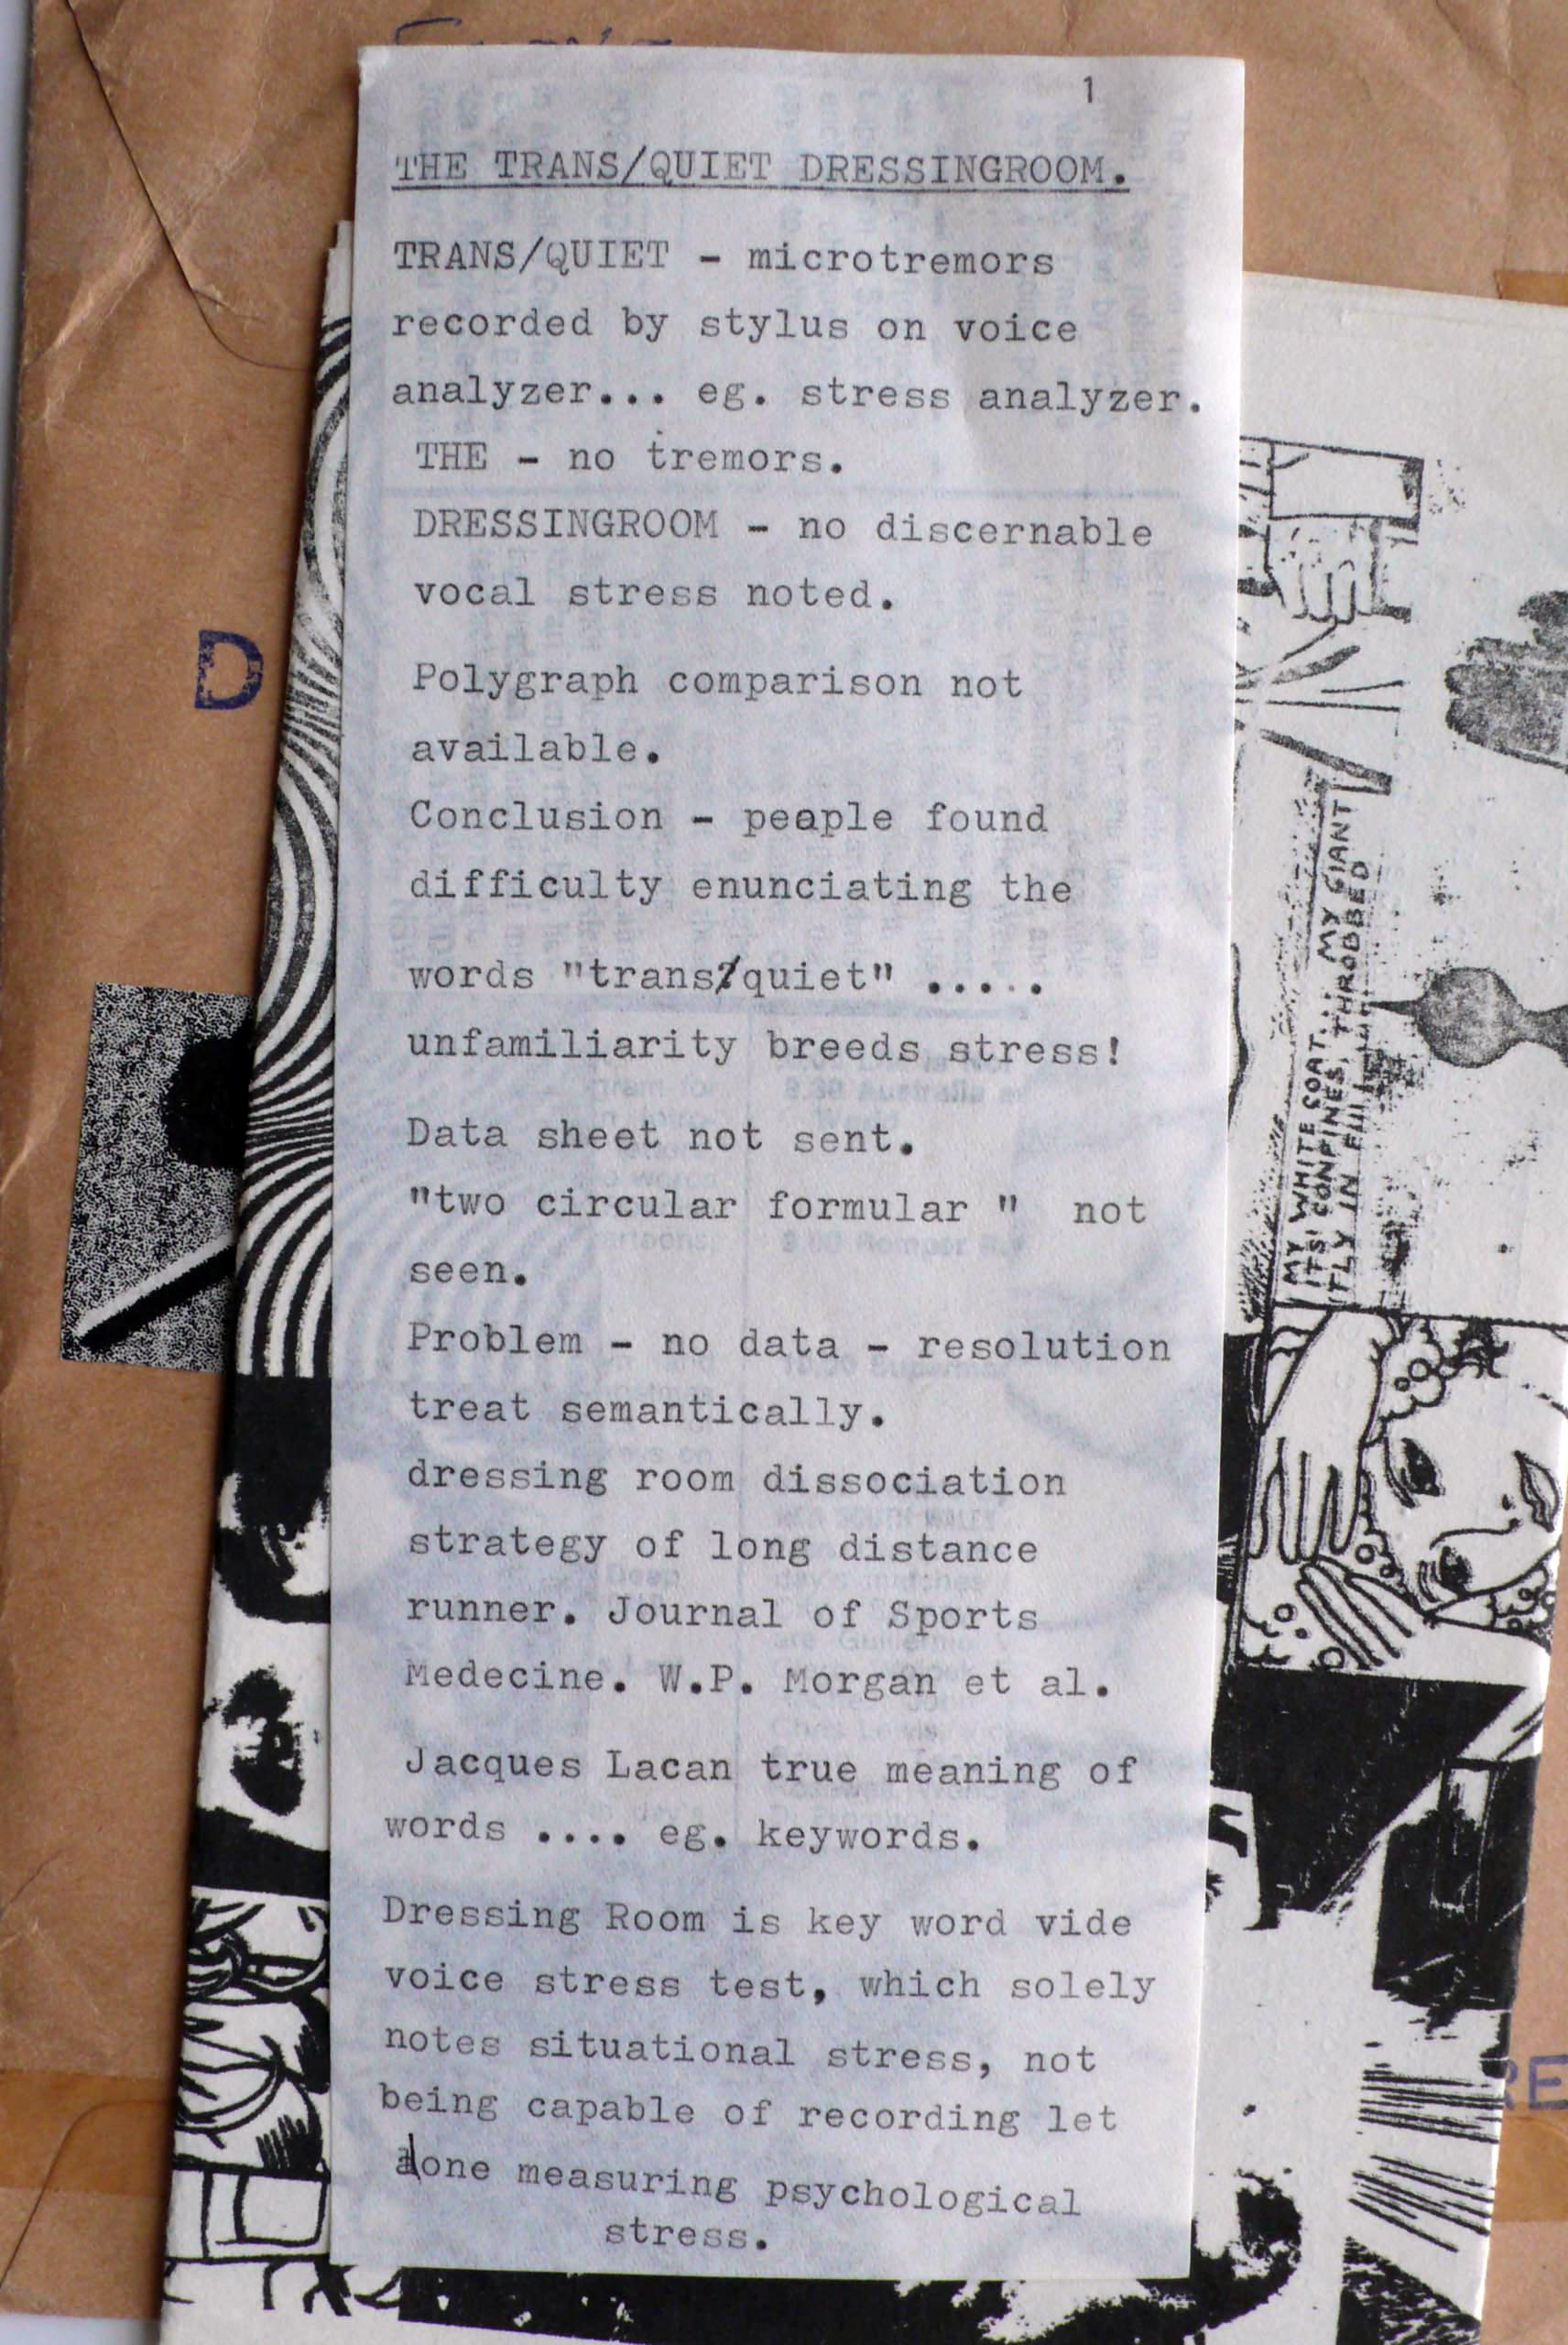 1
THE TRANS/QUIET DRESSINGROOM.
TRANS/QUIET - microtremors
recorded by stylus on voice
analyzer... eg. stress analyzer.
THE - no tremors.
DRESSINGROOM - no discernable
vocal stress noted.
Polygraph comparison not
available.
Conclusion - people found
difficulty enunciating the
words "trans/quiet" .....
unfamiliarity breeds stress!
Data sheet not sent.
"two circular formular " not
seen.
Problem - no data - resolution
treat semantically.
dressing room dissociation
strategy of long distance
runner. Journal of Sports
Medecine. W.P. Morgan et al.
Jacques Lacan true meaning of
words .... eg. keywords.
Dressing Room is key word vide
voice stress test, which solely
notes situational stress, not
being capable of recording let
alone measuring psychological
stress.
D
MY WHITE SOAT... MY GIANT
ITS CONFINES, THROBBED
ITLY IN
RE